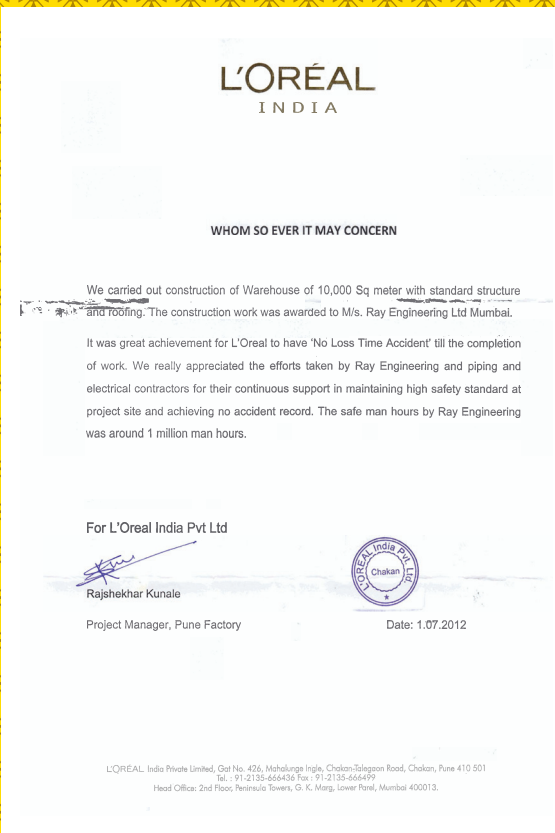 L'ORÉAL
INDIA
WHOM SO EVER IT MAY CONCERN
We carried out construction of Warehouse of 10,000 Sq meter with standard structure
and roofing. The construction work was awarded to M/s. Ray Engineering Ltd Mumbai.
It was great achievement for L'Oreal to have 'No Loss Time Accident' till the completion
of work. We really appreciated the efforts taken by Ray Engineering and piping and
electrical contractors for their continuous support in maintaining high safety standard at
project site and achieving no accident record. The safe man hours by Ray Engineering
was around 1 million man hours.
For L'Oreal India Pvt Ltd
L'OREAL India Pvt. Ltd.
Chakan
Rajshekhar Kunale
Project Manager, Pune Factory
Date: 1.07.2012
L'ORÉAL India Private Limited, Gat No. 426, Mahalunge Ingle, Chakan-Talegaon Road, Chakan, Pune 410 501
Tel. : 91-2135-666436 Fax : 91-2135-666499
Head Office: 2nd Floor, Peninsula Towers, G. K. Marg, Lower Parel, Mumbai 400013.